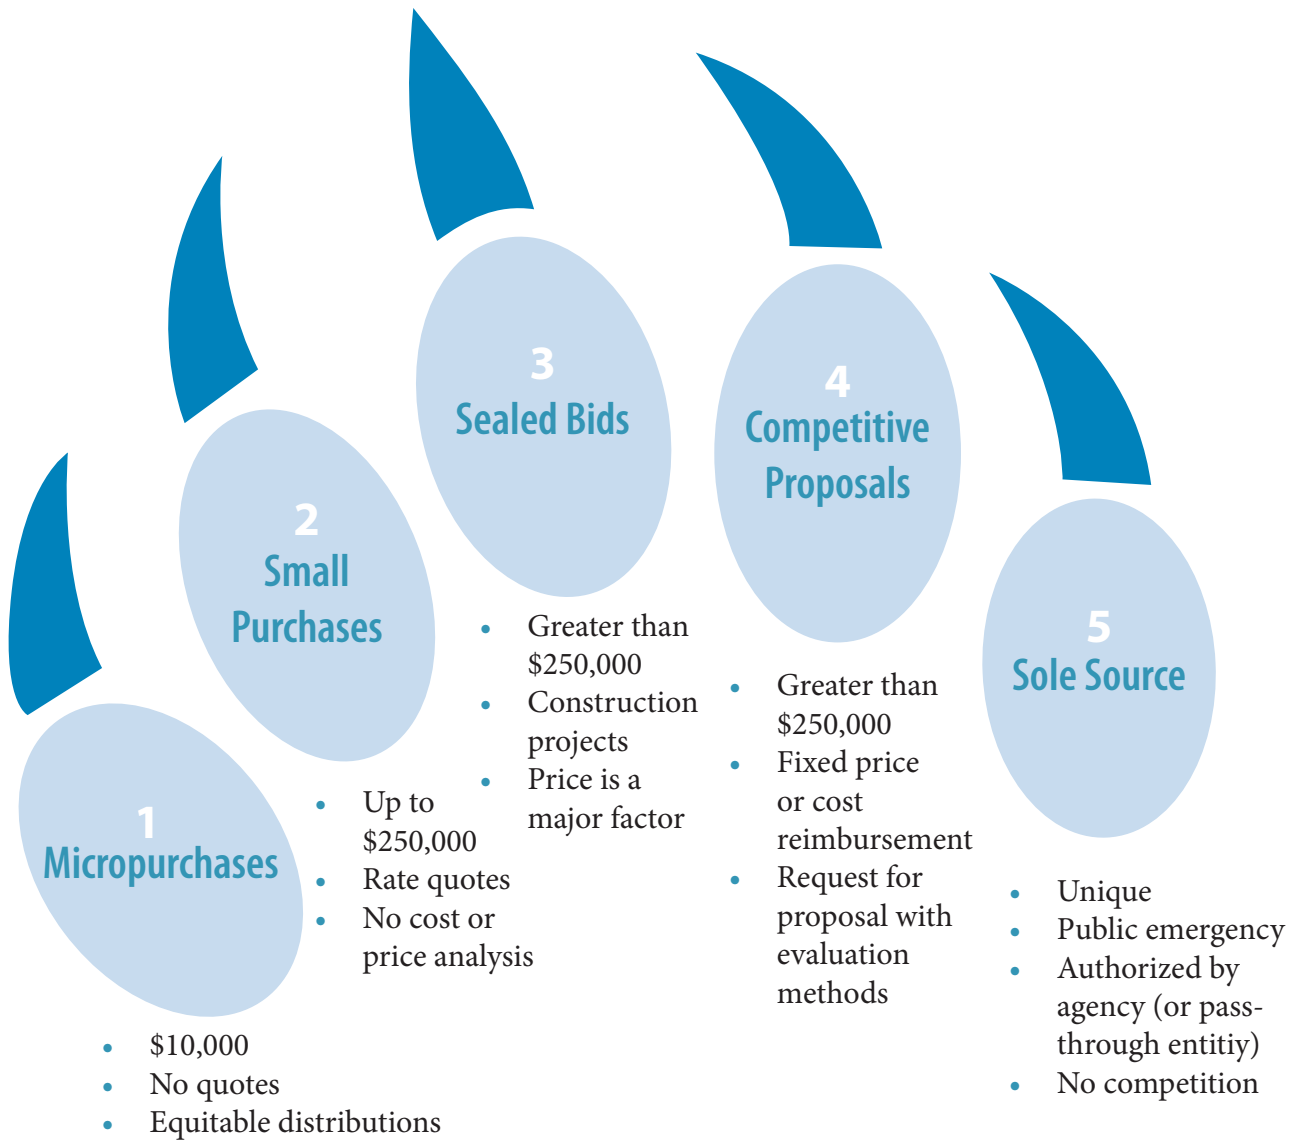 1
Micropurchases
• $10,000
• No quotes
• Equitable distributions
2
Small
Purchases
• Up to
$250,000
• Rate quotes
• No cost or
price analysis
3
Sealed Bids
• Greater than
$250,000
• Construction
projects
• Price is a
major factor
4
Competitive
Proposals
• Greater than
$250,000
• Fixed price
or cost
reimbursement
• Request for
proposal with
evaluation
methods
5
Sole Source
• Unique
• Public emergency
• Authorized by
agency (or pass-
through entitiy)
• No competition